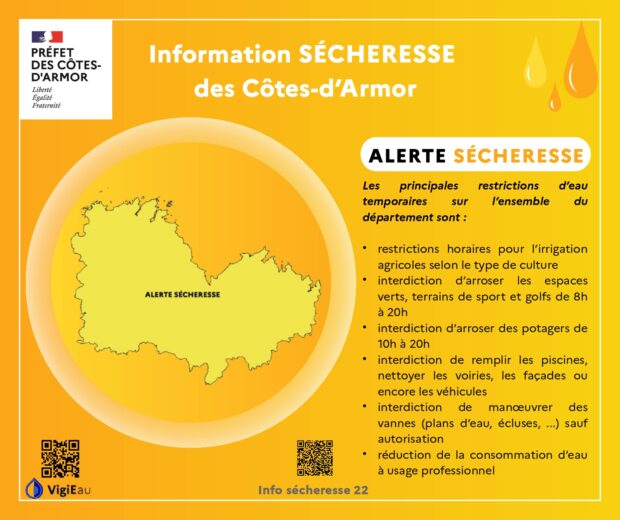 PRÉFET
DES CÔTES-
D'ARMOR
Liberté
Égalité
Fraternité
Information SÉCHERESSE
des Côtes-d'Armor
ALERTE SÉCHERESSE
Les principales restrictions d'eau
temporaires sur l'ensemble du
département sont :
• restrictions horaires pour l'irrigation
agricoles selon le type de culture
• interdiction d'arroser les espaces
verts, terrains de sport et golfs de 8h
à 20h
• interdiction d'arroser des potagers de
10h à 20h
• interdiction de remplir les piscines,
nettoyer les voiries, les façades ou
encore les véhicules
• interdiction de manœuvrer des
vannes (plans d'eau, écluses, ...) sauf
autorisation
• réduction de la consommation d'eau
à usage professionnel
ALERTE SÉCHERESSE
VigiEau
Info sécheresse 22